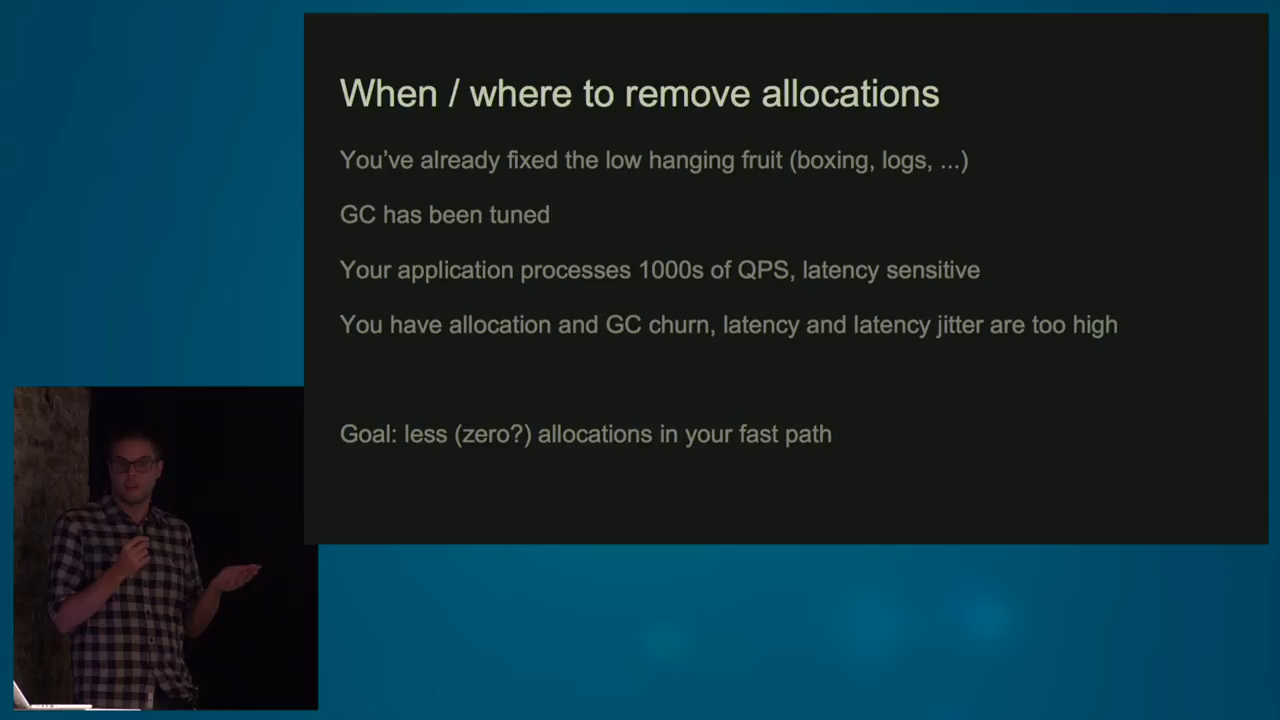 When / where to remove allocations
You've already fixed the low hanging fruit (boxing, logs, ...)
GC has been tuned
Your application processes 1000s of QPS, latency sensitive
You have allocation and GC churn, latency and latency jitter are too high
Goal: less (zero?) allocations in your fast path